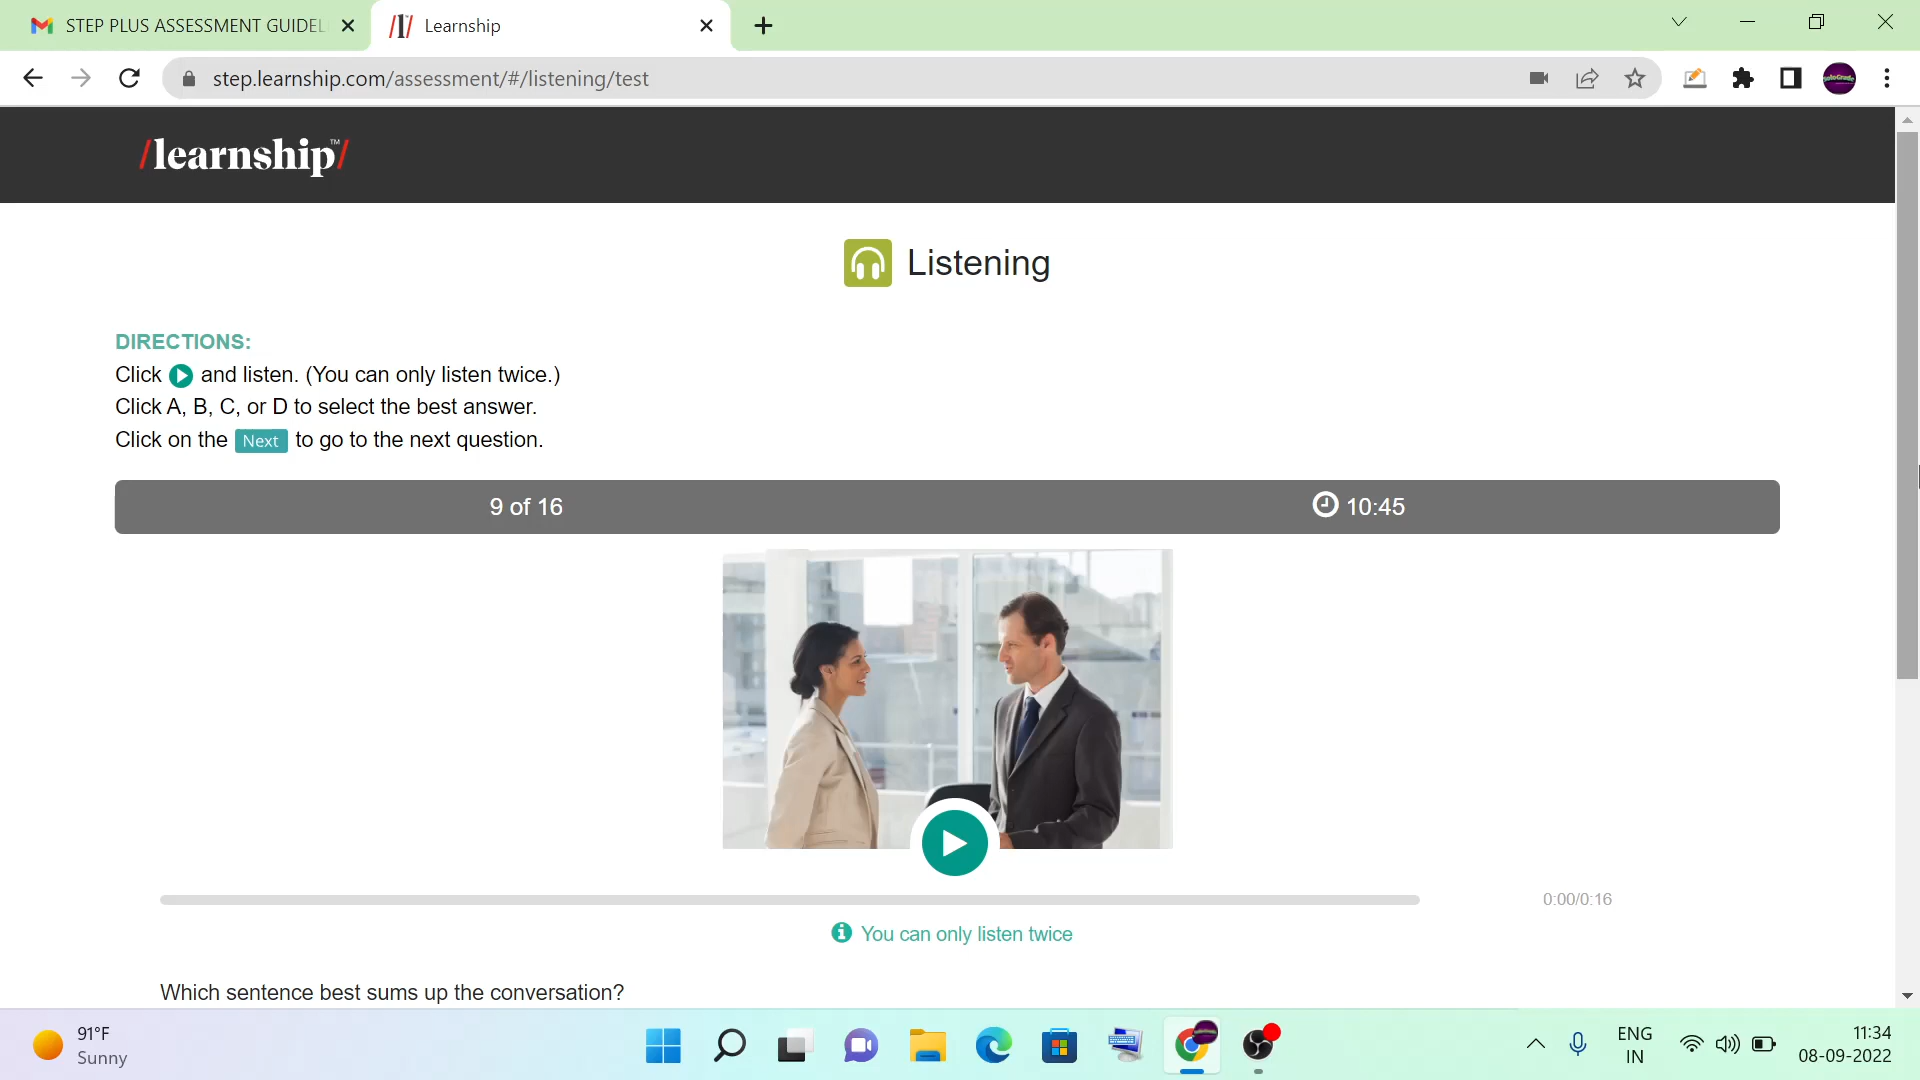 STEP PLUS ASSESSMENT GUIDEL
Learnship
step.learnship.com/assessment/#/listening/test
/learnship™/
Listening
DIRECTIONS:
Click and listen. (You can only listen twice.)
Click A, B, C, or D to select the best answer.
Click on the Next to go to the next question.
9 of 16
10:45
0:00/0:16
You can only listen twice
Which sentence best sums up the conversation?
91°F
Sunny
ENG
IN
11:34
08-09-2022